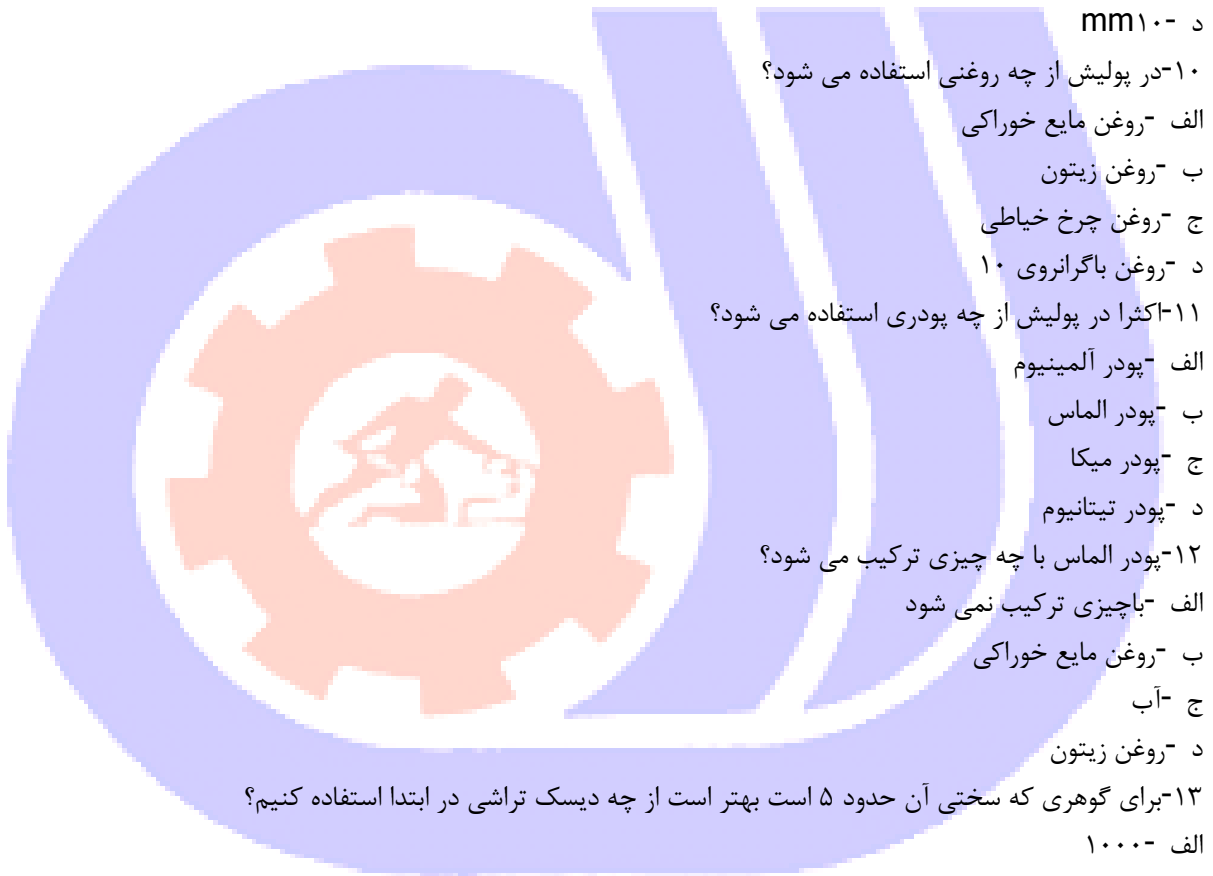 د -mm۱۰
۱۰-در پولیش از چه روغنی استفاده می شود؟
الف -روغن مایع خوراکی
ب -روغن زیتون
ج -روغن چرخ خیاطی
د -روغن باگرانروی ۱۰
۱۱-اکثرا در پولیش از چه پودری استفاده می شود؟
الف -پودر آلمینیوم
ب -پودر الماس
ج -پودر میکا
د -پودر تیتانیوم
۱۲-پودر الماس با چه چیزی ترکیب می شود؟
الف -باچیزی ترکیب نمی شود
ب -روغن مایع خوراکی
ج -آب
د -روغن زیتون
۱۳-برای گوهری که سختی آن حدود ۵ است بهتر است از چه دیسک تراشی در ابتدا استفاده کنیم؟
الف -۱۰۰۰